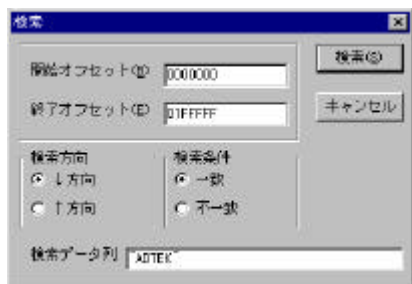 検索
開始オフセット(B) 0000000
検索(S)
終了オフセット(E) 01FFFFF
キャンセル
検索方向
検索条件
↓方向
一致
↑方向
不一致
検索データ列 "ADTEK"